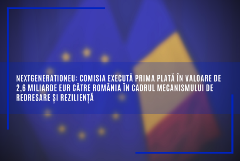 NEXTGENERATIONEU: COMISIA EXECUTĂ PRIMA PLATĂ ÎN VALOARE DE
2,6 MILIARDE EUR CĂTRE ROMÂNIA ÎN CADRUL MECANISMULUI DE
REDRESARE ȘI REZILIENȚĂ